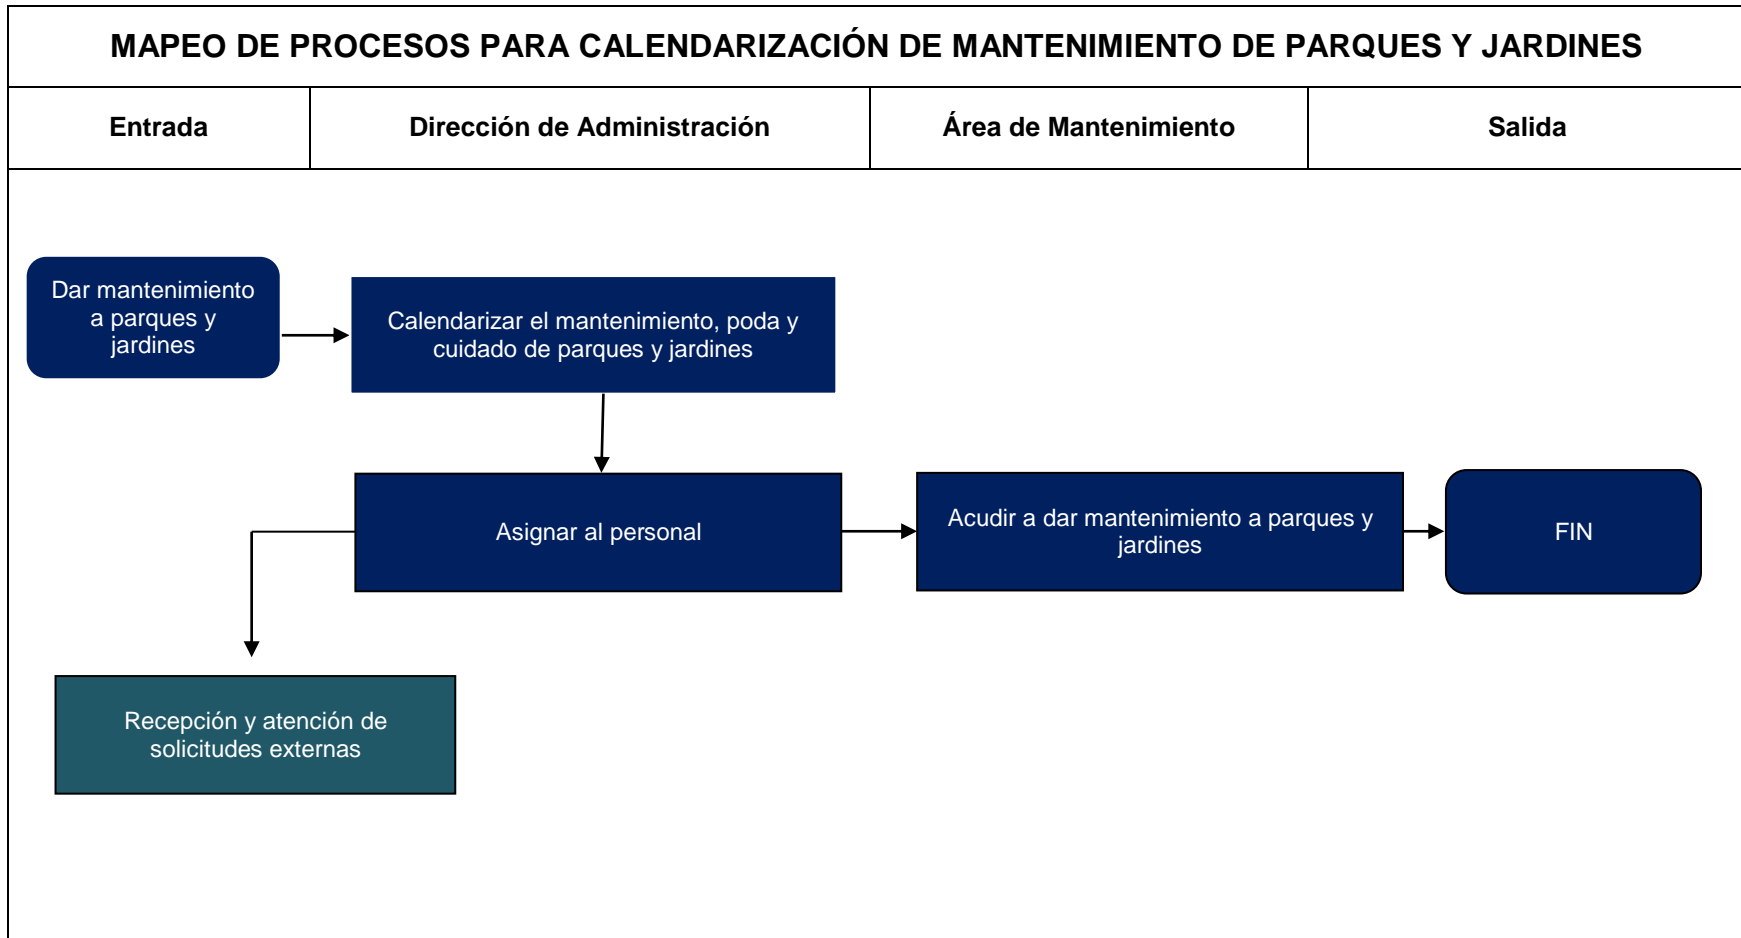 MAPEO DE PROCESOS PARA CALENDARIZACIÓN DE MANTENIMIENTO DE PARQUES Y JARDINES
Entrada
Dirección de Administración
Área de Mantenimiento
Salida
Dar mantenimiento
a parques y
jardines
Calendarizar el mantenimiento, poda y
cuidado de parques y jardines
Asignar al personal
Acudir a dar mantenimiento a parques y
jardines
FIN
Recepción y atención de
solicitudes externas